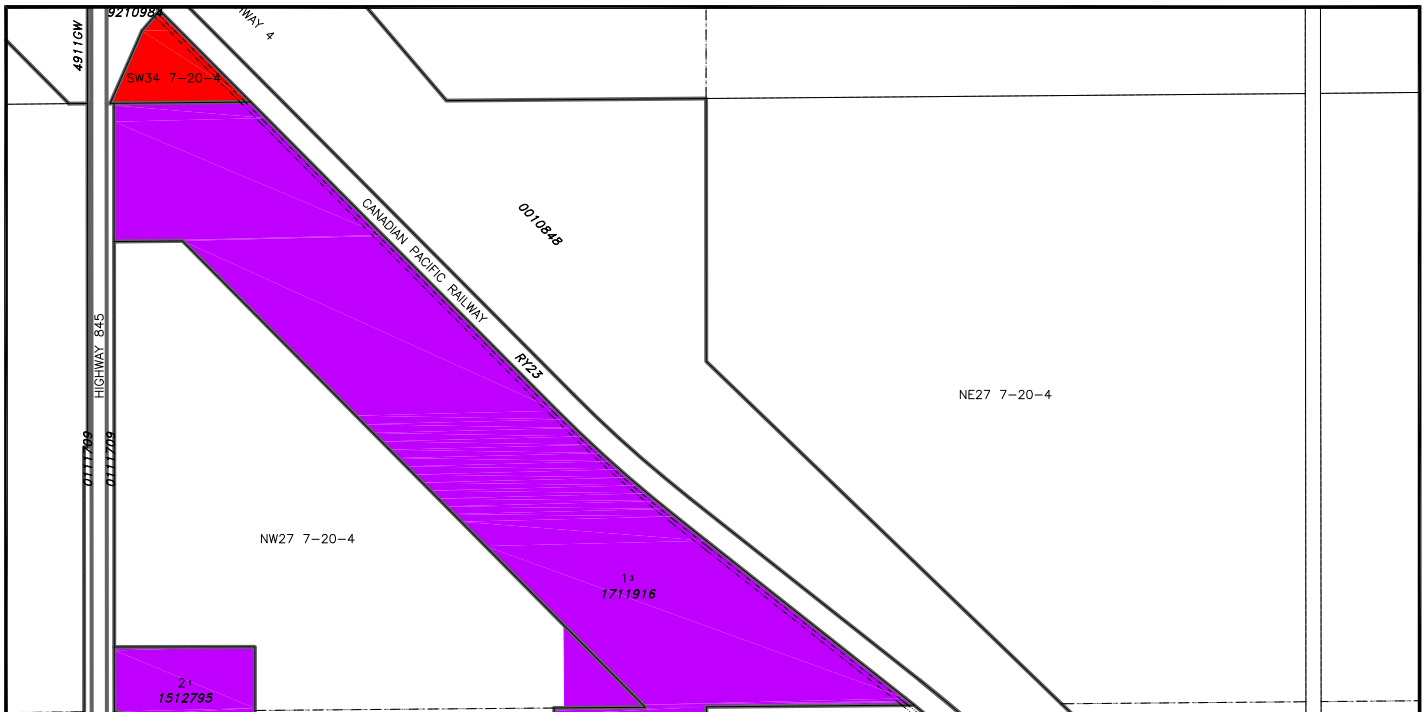 9210984
HWAY 4
4911GW
SW34 7-20-4
CANADIAN PACIFIC RAILWAY
0010848
RY23
HIGHWAY 845
NE27 7-20-4
0111709
0111709
NW27 7-20-4
1
1711916
2
1512795